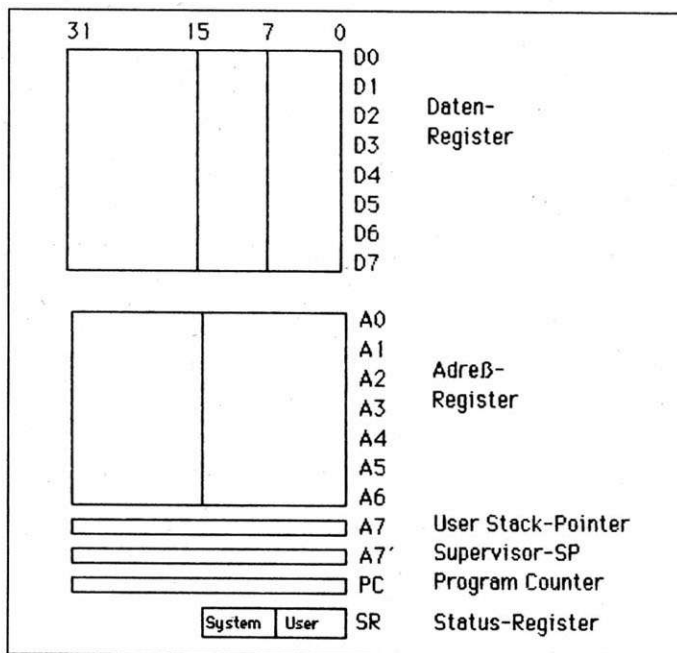 31 15 7 0
D0
D1
D2 Daten-
D3 Register
D4
D5
D6
D7
A0
A1
A2 Adreß-
A3 Register
A4
A5
A6
A7 User Stack-Pointer
A7´ Supervisor-SP
PC Program Counter
System User SR Status-Register